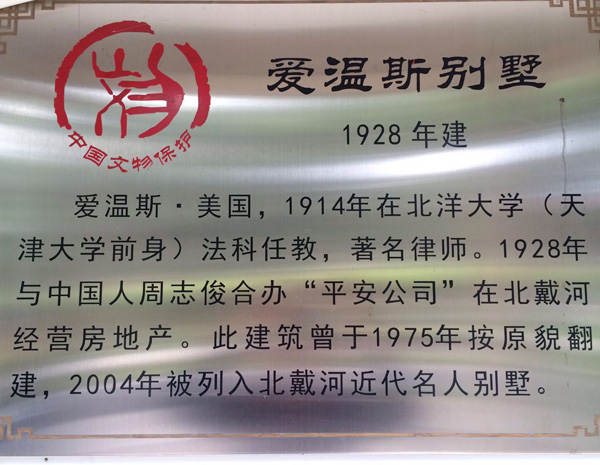 爱温斯别墅
中国文物保护
1928年建
爱温斯·美国，1914年在北洋大学（天
津大学前身）法科任教，著名律师。1928年
与中国人周志俊合办“平安公司”在北戴河
经营房地产。此建筑曾于1975年按原貌翻
建，2004年被列入北戴河近代名人别墅。